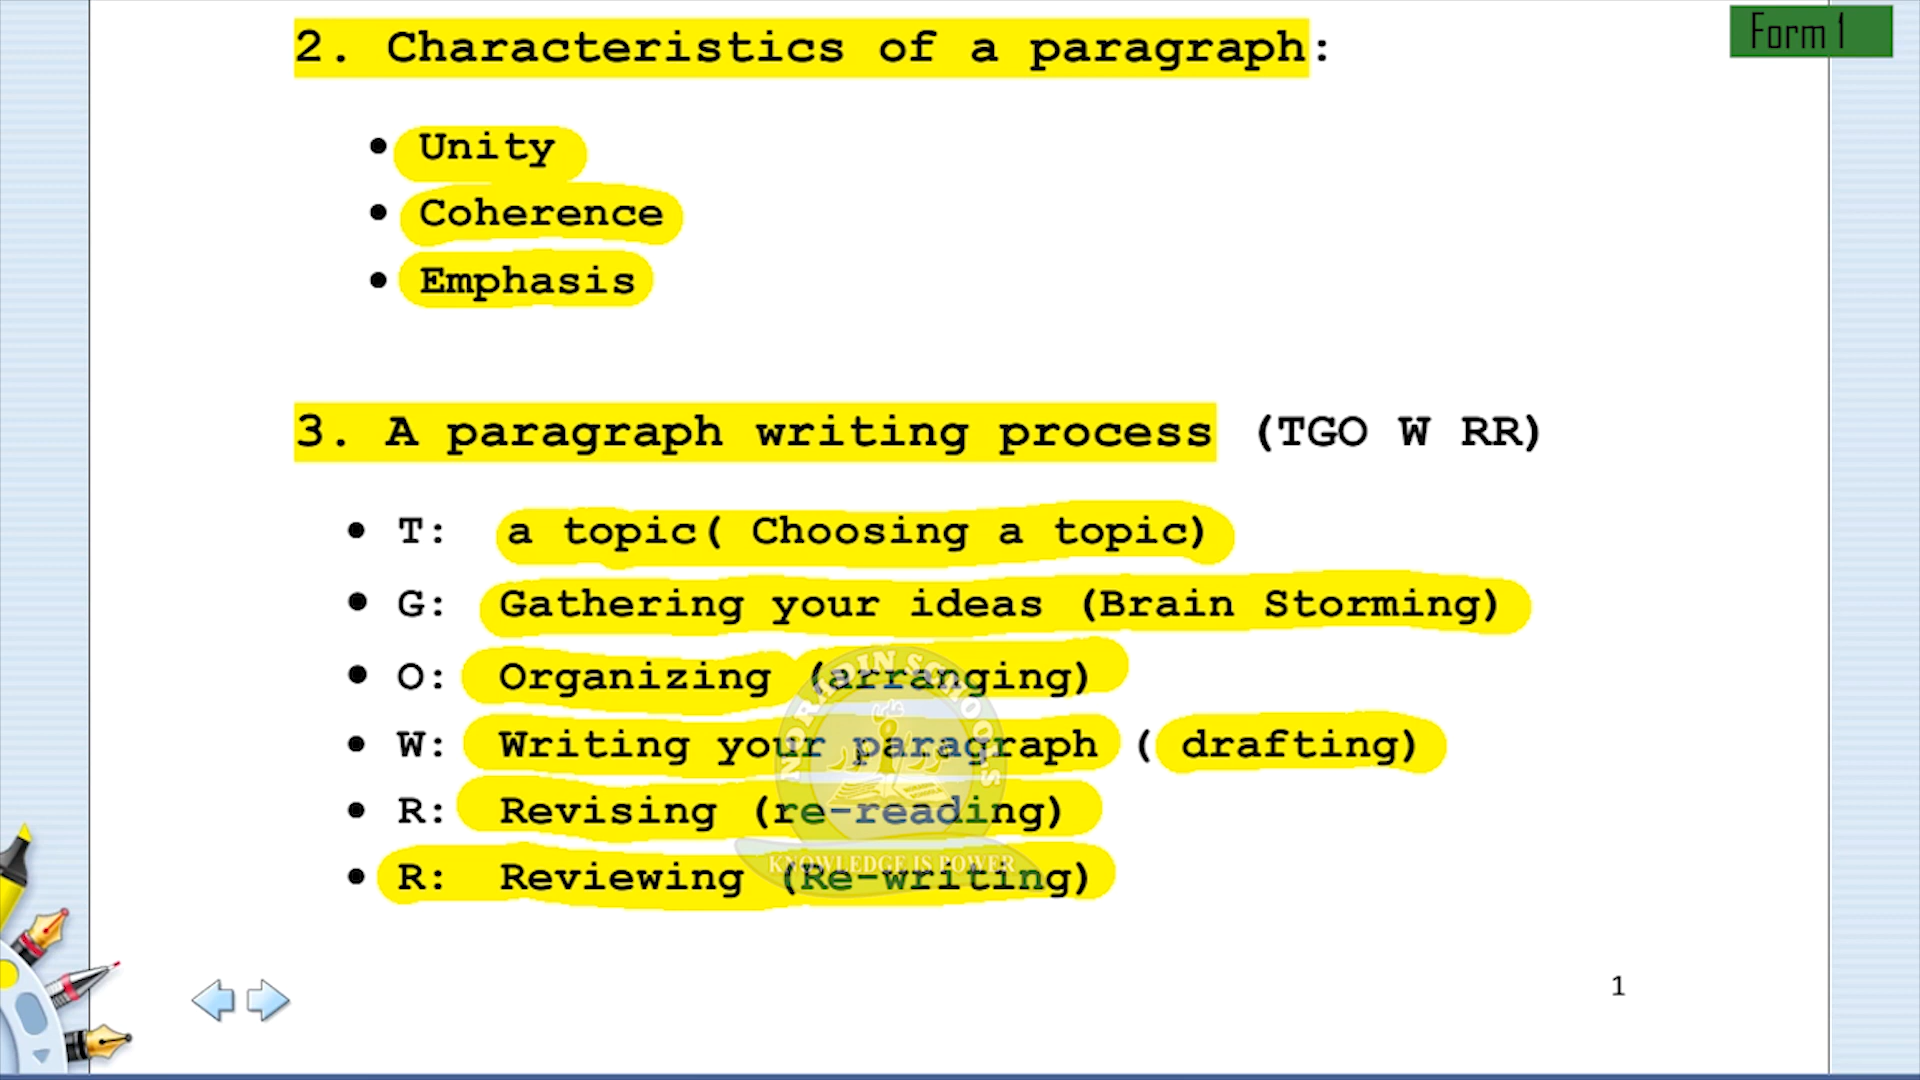 Form 1
2. Characteristics of a paragraph:
• Unity
• Coherence
• Emphasis
3. A paragraph writing process (TGO W RR)
• T: a topic( Choosing a topic)
• G: Gathering your ideas (Brain Storming)
• O: Organizing (arranging)
• W: Writing your paragraph ( drafting)
• R: Revising (re-reading)
• R: Reviewing (Re-writing)
NORADIN SCHOOLS
KNOWLEDGE IS POWER
1